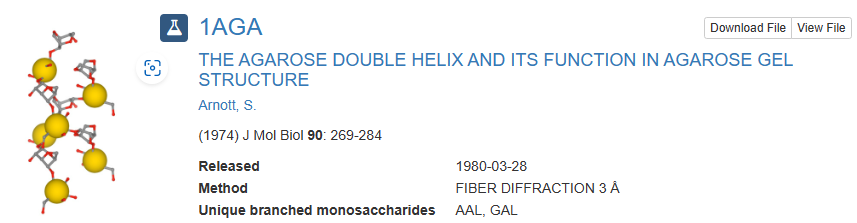 1AGA
Download File View File
THE AGAROSE DOUBLE HELIX AND ITS FUNCTION IN AGAROSE GEL
STRUCTURE
Arnott, S.
(1974) J Mol Biol 90: 269-284
Released 1980-03-28
Method FIBER DIFFRACTION 3 Å
Unique branched monosaccharides AAL, GAL